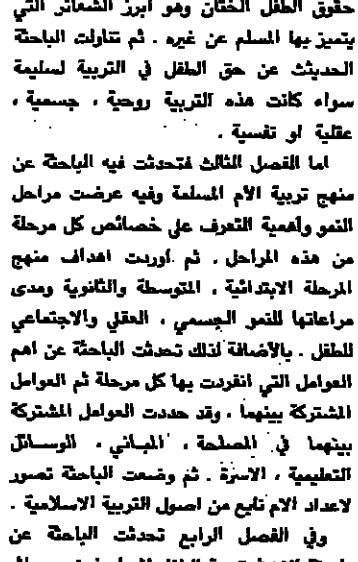 حقوق الطفل الختان وهو ابرز الشعائر التي
يتميز بها المسلم عن غيره . ثم تناولت الباحثة
الحديث عن حق الطفل في التربية لسليمة
سواء كانت هذه التربية روحية ، جسمية ،
عقلية او نفسية .
اما الفصل الثالث فتحدثت فيه الباحثة عن
منهج تربية الأم المسلمة وفيه عرضت مراحل
النمو وأهمية التعرف على خصائص كل مرحلة
من هذه المراحل . ثم اوردت اهداف منهج
المرحلة الابتدائية ، المتوسطة والثانوية ومدى
مراعاتها للنمو الجسمي ، العقلي والاجتماعي
للطفل . بالأضافة لذلك تحدثت الباحثة عن اهم
العوامل التي انفردت بها كل مرحلة ثم العوامل
المشتركة بينهما ، وقد حددت العوامل المشتركة
بينهما في المصلحة ، المباني ، الوسائل
التعليمية ، الاسرة . ثم وضعت الباحثة تصور
لاعداد الام نابع من اصول التربية الاسلامية .
وفي الفصل الرابع تحدثت الباحثة عن